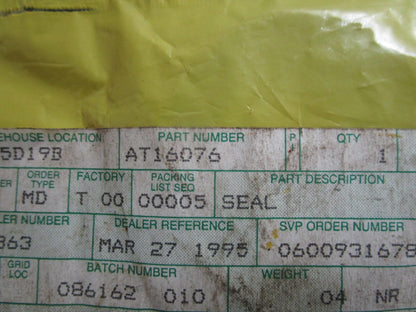 EHOUSE LOCATION PART NUMBER P QTY
5D19B AT16076 1
ER ORDER TYPE FACTORY PACKING LIST SEQ PART DESCRIPTION
MD T 00 00005 SEAL
LER NUMBER DEALER REFERENCE SVP ORDER NUMBER
363 MAR 27 1995 0600931678
GRID LOC BATCH NUMBER WEIGHT
086162 010 04 NR